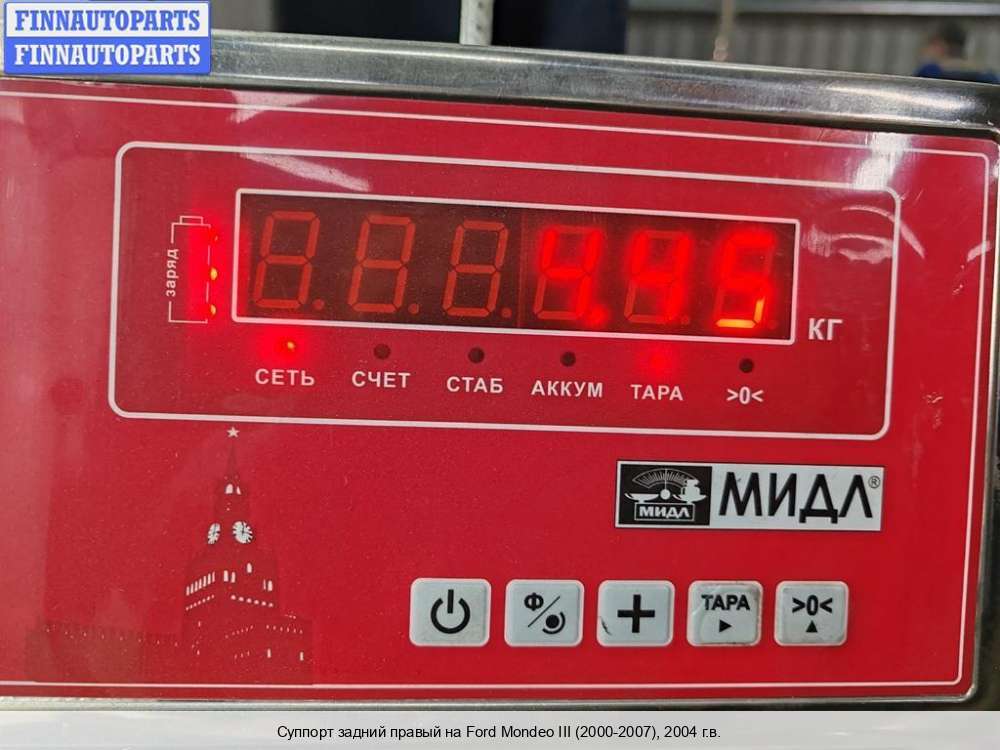 FINNAUTOPARTS
FINNAUTOPARTS
заряд
4.45
КГ
СЕТЬ СЧЕТ СТАБ АККУМ ТАРА >0<
МИДЛ
МИДЛ®
Ф
ТАРА >0<
Суппорт задний правый на Ford Mondeo III (2000-2007), 2004 г.в.